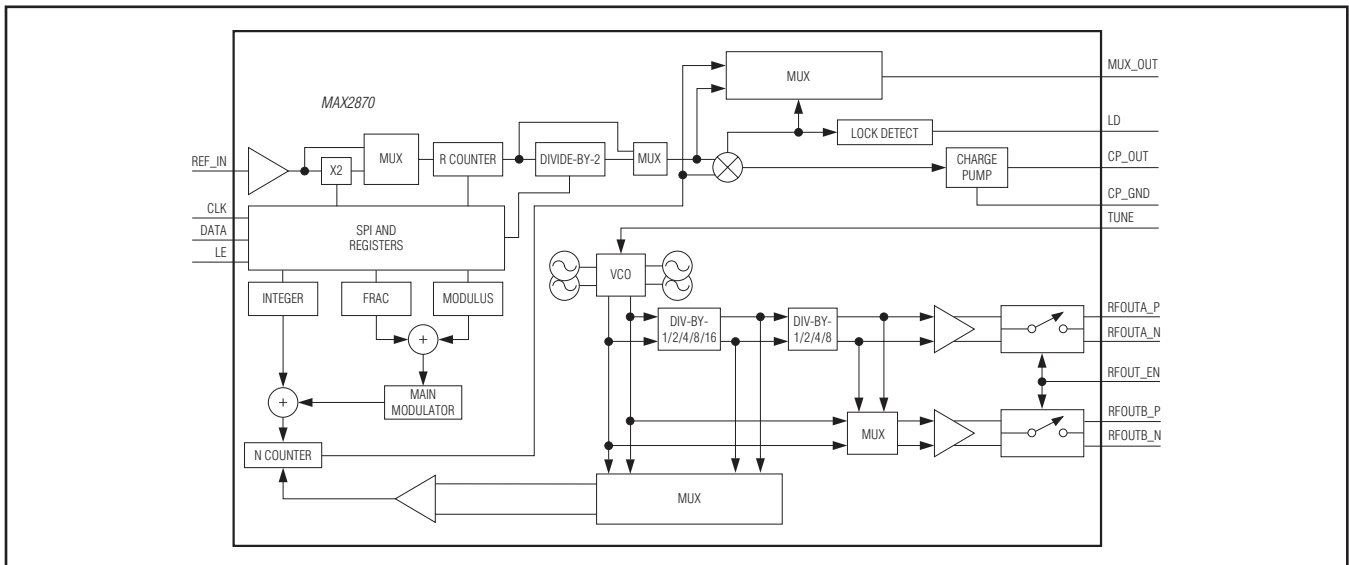 MAX2870
MUX
MUX_OUT
LOCK DETECT
LD
REF_IN
X2
MUX
R COUNTER
DIVIDE-BY-2
MUX
CHARGE
PUMP
CP_OUT
CP_GND
CLK
DATA
LE
SPI AND
REGISTERS
TUNE
VCO
INTEGER
FRAC
MODULUS
DIV-BY-
1/2/4/8/16
DIV-BY-
1/2/4/8
RFOUTA_P
RFOUTA_N
+
MAIN
MODULATOR
+
RFOUT_EN
MUX
RFOUTB_P
RFOUTB_N
N COUNTER
MUX